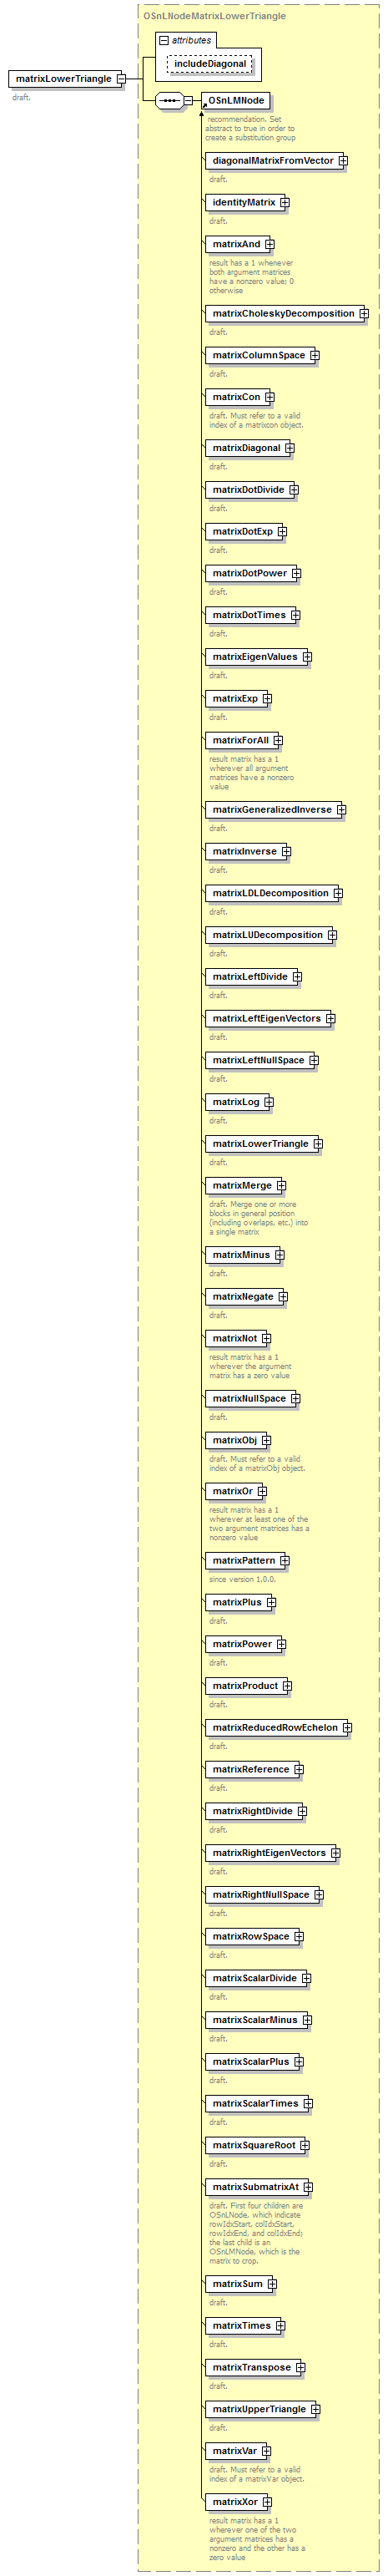 OSnLNodeMatrixLowerTriangle
attributes
includeDiagonal
matrixLowerTriangle
draft.
OSnLMNode
recommendation. Set
abstract to true in order to
create a substitution group
diagonalMatrixFromVector
draft.
identityMatrix
draft.
matrixAnd
result has a 1 whenever
both argument matrices
have a nonzero value; 0
otherwise
matrixCholeskyDecomposition
draft.
matrixColumnSpace
draft.
matrixCon
draft. Must refer to a valid
index of a matrixcon object.
matrixDiagonal
draft.
matrixDotDivide
draft.
matrixDotExp
draft.
matrixDotPower
draft.
matrixDotTimes
draft.
matrixEigenValues
draft.
matrixExp
draft.
matrixForAll
result matrix has a 1
wherever all argument
matrices have a nonzero
value
matrixGeneralizedInverse
draft.
matrixInverse
draft.
matrixLDLDecomposition
draft.
matrixLUDecomposition
draft.
matrixLeftDivide
draft.
matrixLeftEigenVectors
draft.
matrixLeftNullSpace
draft.
matrixLog
draft.
matrixLowerTriangle
draft.
matrixMerge
draft. Merge one or more
blocks in general position
(including overlaps, etc.) into
a single matrix
matrixMinus
draft.
matrixNegate
draft.
matrixNot
result matrix has a 1
wherever the argument
matrix has a zero value
matrixNullSpace
draft.
matrixObj
draft. Must refer to a valid
index of a matrixObj object.
matrixOr
result matrix has a 1
wherever at least one of the
two argument matrices has a
nonzero value
matrixPattern
since version 1.0.0.
matrixPlus
draft.
matrixPower
draft.
matrixProduct
draft.
matrixReducedRowEchelon
draft.
matrixReference
draft.
matrixRightDivide
draft.
matrixRightEigenVectors
draft.
matrixRightNullSpace
draft.
matrixRowSpace
draft.
matrixScalarDivide
draft.
matrixScalarMinus
draft.
matrixScalarPlus
draft.
matrixScalarTimes
draft.
matrixSquareRoot
draft.
matrixSubmatrixAt
draft. First four children are
OSnLNode, which indicate
rowIdxStart, colIdxStart,
rowIdxEnd, and colIdxEnd;
the last child is an
OSnLMNode, which is the
matrix to crop.
matrixSum
draft.
matrixTimes
draft.
matrixTranspose
draft.
matrixUpperTriangle
draft.
matrixVar
draft. Must refer to a valid
index of a matrixVar object.
matrixXor
result matrix has a 1
wherever one of the two
argument matrices has a
nonzero and the other has a
zero value